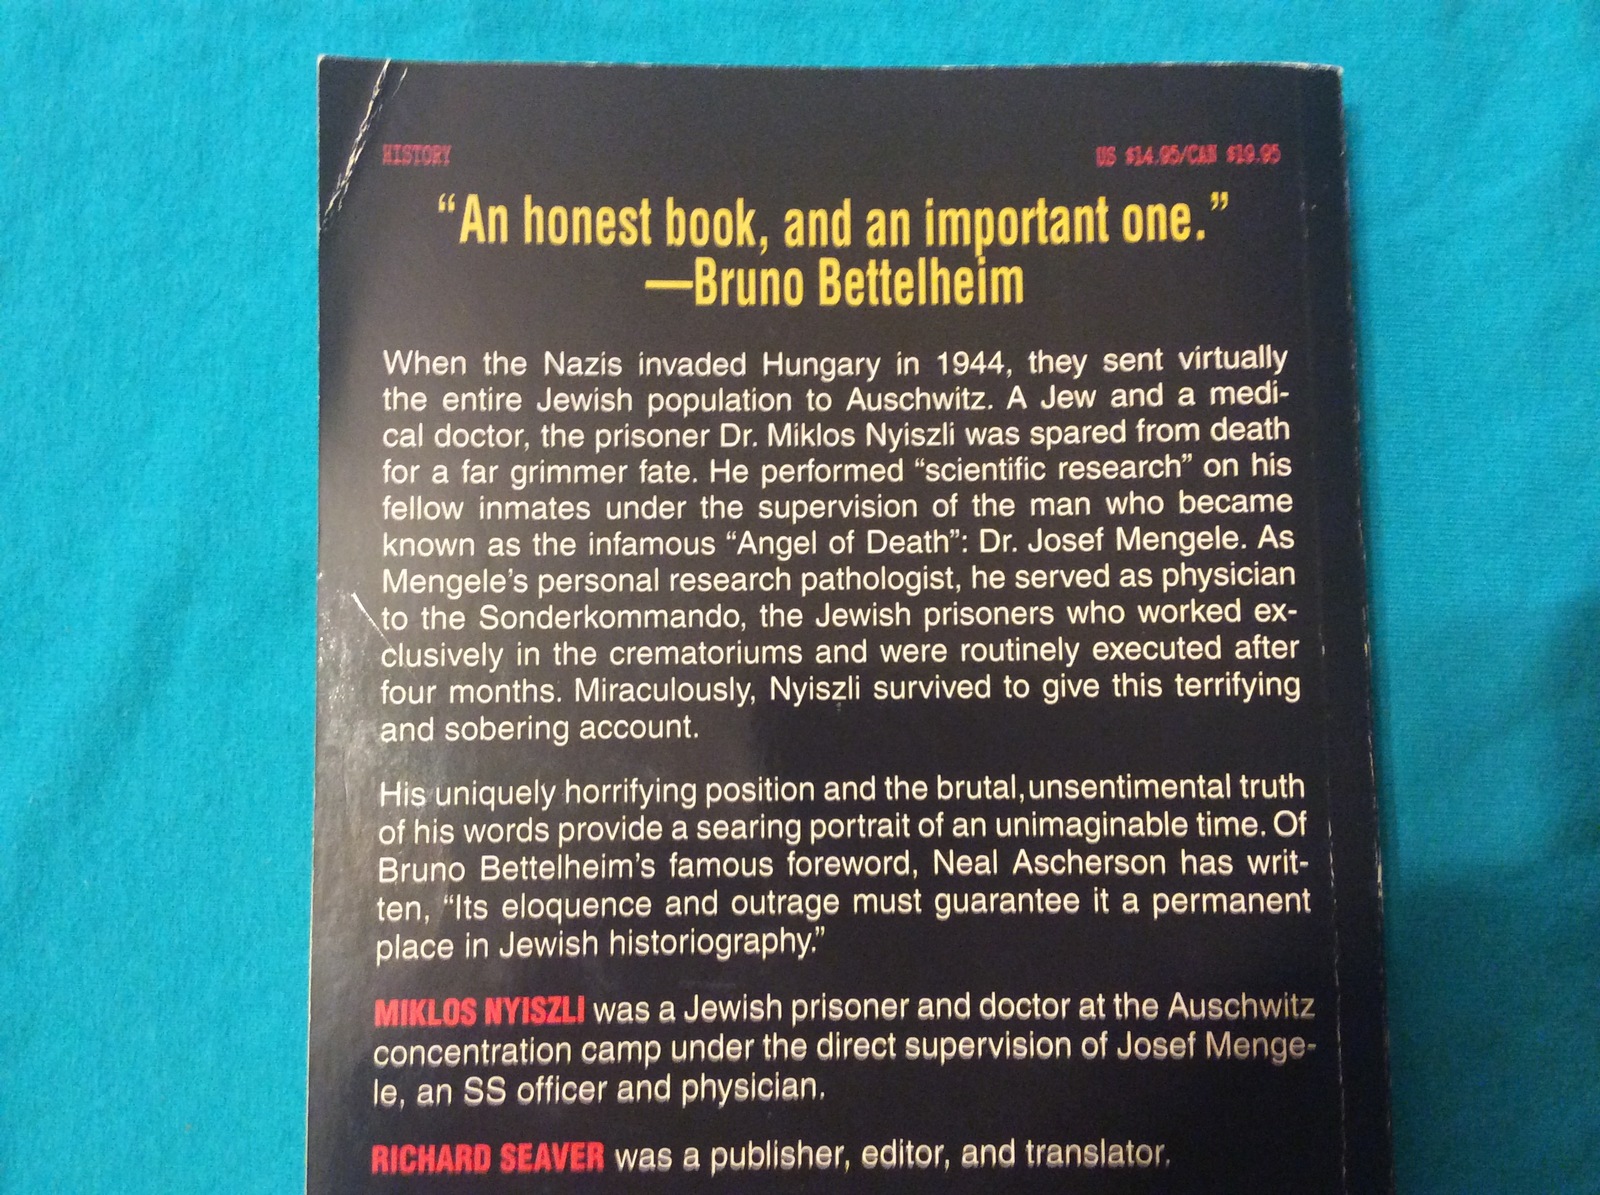 HISTORY
US $14.95/CAN $19.95
“An honest book, and an important one.”
—Bruno Bettelheim
When the Nazis invaded Hungary in 1944, they sent virtually
the entire Jewish population to Auschwitz. A Jew and a medi-
cal doctor, the prisoner Dr. Miklos Nyiszli was spared from death
for a far grimmer fate. He performed “scientific research” on his
fellow inmates under the supervision of the man who became
known as the infamous “Angel of Death”: Dr. Josef Mengele. As
Mengele’s personal research pathologist, he served as physician
to the Sonderkommando, the Jewish prisoners who worked ex-
clusively in the crematoriums and were routinely executed after
four months. Miraculously, Nyiszli survived to give this terrifying
and sobering account.
His uniquely horrifying position and the brutal, unsentimental truth
of his words provide a searing portrait of an unimaginable time. Of
Bruno Bettelheim’s famous foreword, Neal Ascherson has writ-
ten, “Its eloquence and outrage must guarantee it a permanent
place in Jewish historiography.”
MIKLOS NYISZLI was a Jewish prisoner and doctor at the Auschwitz
concentration camp under the direct supervision of Josef Menge-
le, an SS officer and physician.
RICHARD SEAVER was a publisher, editor, and translator.